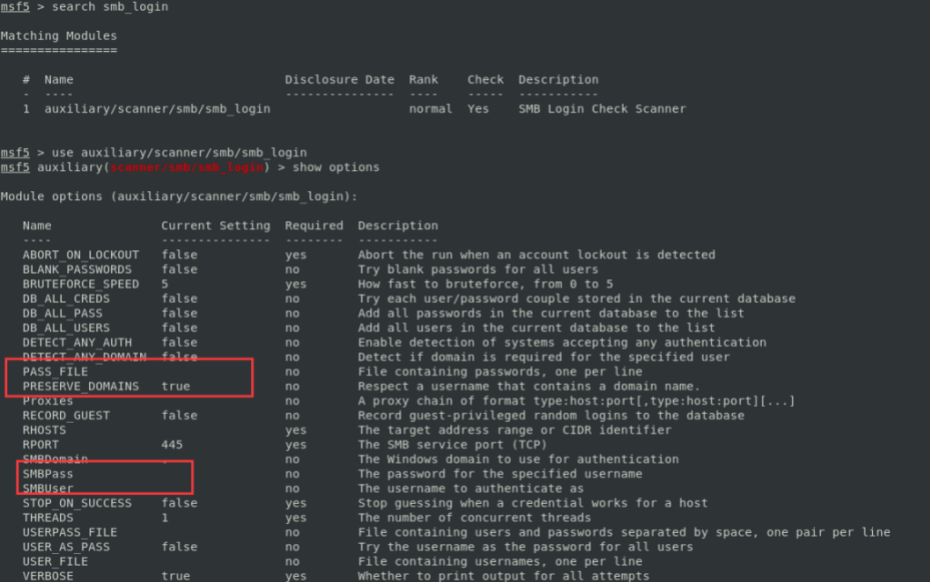 msf5 > search smb_login
Matching Modules
================
# Name Disclosure Date Rank Check Description
- ---- --------------- ---- ----- -----------
1 auxiliary/scanner/smb/smb_login normal Yes SMB Login Check Scanner
msf5 > use auxiliary/scanner/smb/smb_login
msf5 auxiliary(scanner/smb/smb_login) > show options
Module options (auxiliary/scanner/smb/smb_login):
Name Current Setting Required Description
---- --------------- -------- -----------
ABORT_ON_LOCKOUT false yes Abort the run when an account lockout is detected
BLANK_PASSWORDS false no Try blank passwords for all users
BRUTEFORCE_SPEED 5 yes How fast to bruteforce, from 0 to 5
DB_ALL_CREDS false no Try each user/password couple stored in the current database
DB_ALL_PASS false no Add all passwords in the current database to the list
DB_ALL_USERS false no Add all users in the current database to the list
DETECT_ANY_AUTH false no Enable detection of systems accepting any authentication
DETECT_ANY_DOMAIN false no Detect if domain is required for the specified user
PASS_FILE no File containing passwords, one per line
PRESERVE_DOMAINS true no Respect a username that contains a domain name.
Proxies no A proxy chain of format type:host:port[,type:host:port][...]
RECORD_GUEST false no Record guest-privileged random logins to the database
RHOSTS yes The target address range or CIDR identifier
RPORT 445 yes The SMB service port (TCP)
SMBDomain . no The Windows domain to use for authentication
SMBPass no The password for the specified username
SMBUser no The username to authenticate as
STOP_ON_SUCCESS false yes Stop guessing when a credential works for a host
THREADS 1 yes The number of concurrent threads
USERPASS_FILE no File containing users and passwords separated by space, one pair per line
USER_AS_PASS false no Try the username as the password for all users
USER_FILE no File containing usernames, one per line
VERBOSE true yes Whether to print output for all attempts